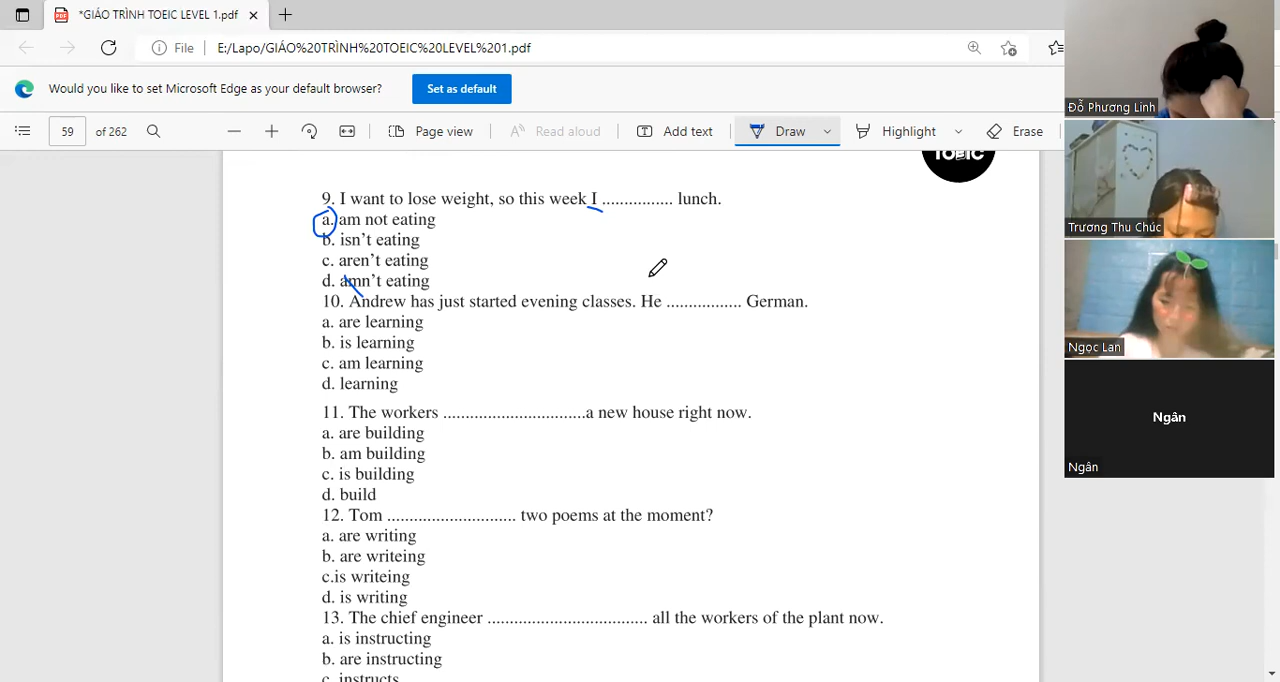 *GIÁO TRÌNH TOEIC LEVEL 1.pdf
File
E:/Lapo/GIÁO%20TRÌNH%20TOEIC%20LEVEL%201.pdf
Would you like to set Microsoft Edge as your default browser?
Set as default
59
of 262
Page view
Read aloud
Add text
Draw
Highlight
Erase
TOEIC
9. I want to lose weight, so this week I ................ lunch.
a. am not eating
b. isn't eating
c. aren't eating
d. amn't eating
10. Andrew has just started evening classes. He ................. German.
a. are learning
b. is learning
c. am learning
d. learning
11. The workers ................................a new house right now.
a. are building
b. am building
c. is building
d. build
12. Tom ............................. two poems at the moment?
a. are writing
b. are writeing
c.is writeing
d. is writing
13. The chief engineer .................................... all the workers of the plant now.
a. is instructing
b. are instructing
c. instructs
Đỗ Phương Linh
Trương Thu Chúc
Ngọc Lan
Ngân
Ngân